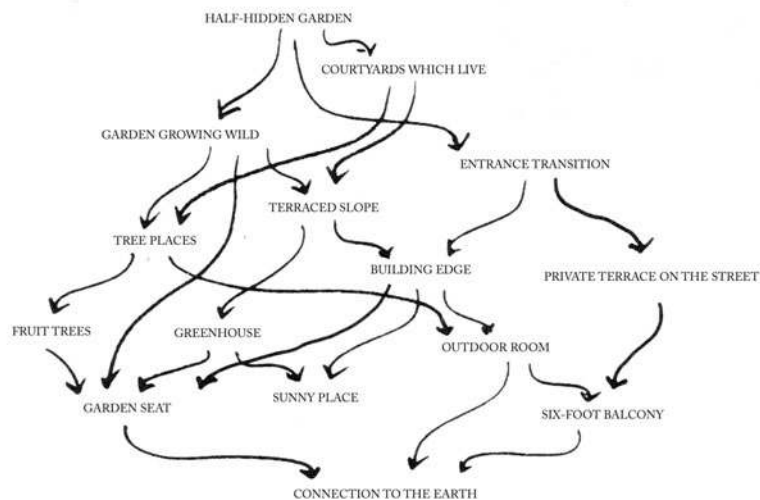 HALF-HIDDEN GARDEN
COURTYARDS WHICH LIVE
GARDEN GROWING WILD
ENTRANCE TRANSITION
TERRACED SLOPE
TREE PLACES
BUILDING EDGE
PRIVATE TERRACE ON THE STREET
FRUIT TREES
GREENHOUSE
OUTDOOR ROOM
GARDEN SEAT
SUNNY PLACE
SIX-FOOT BALCONY
CONNECTION TO THE EARTH